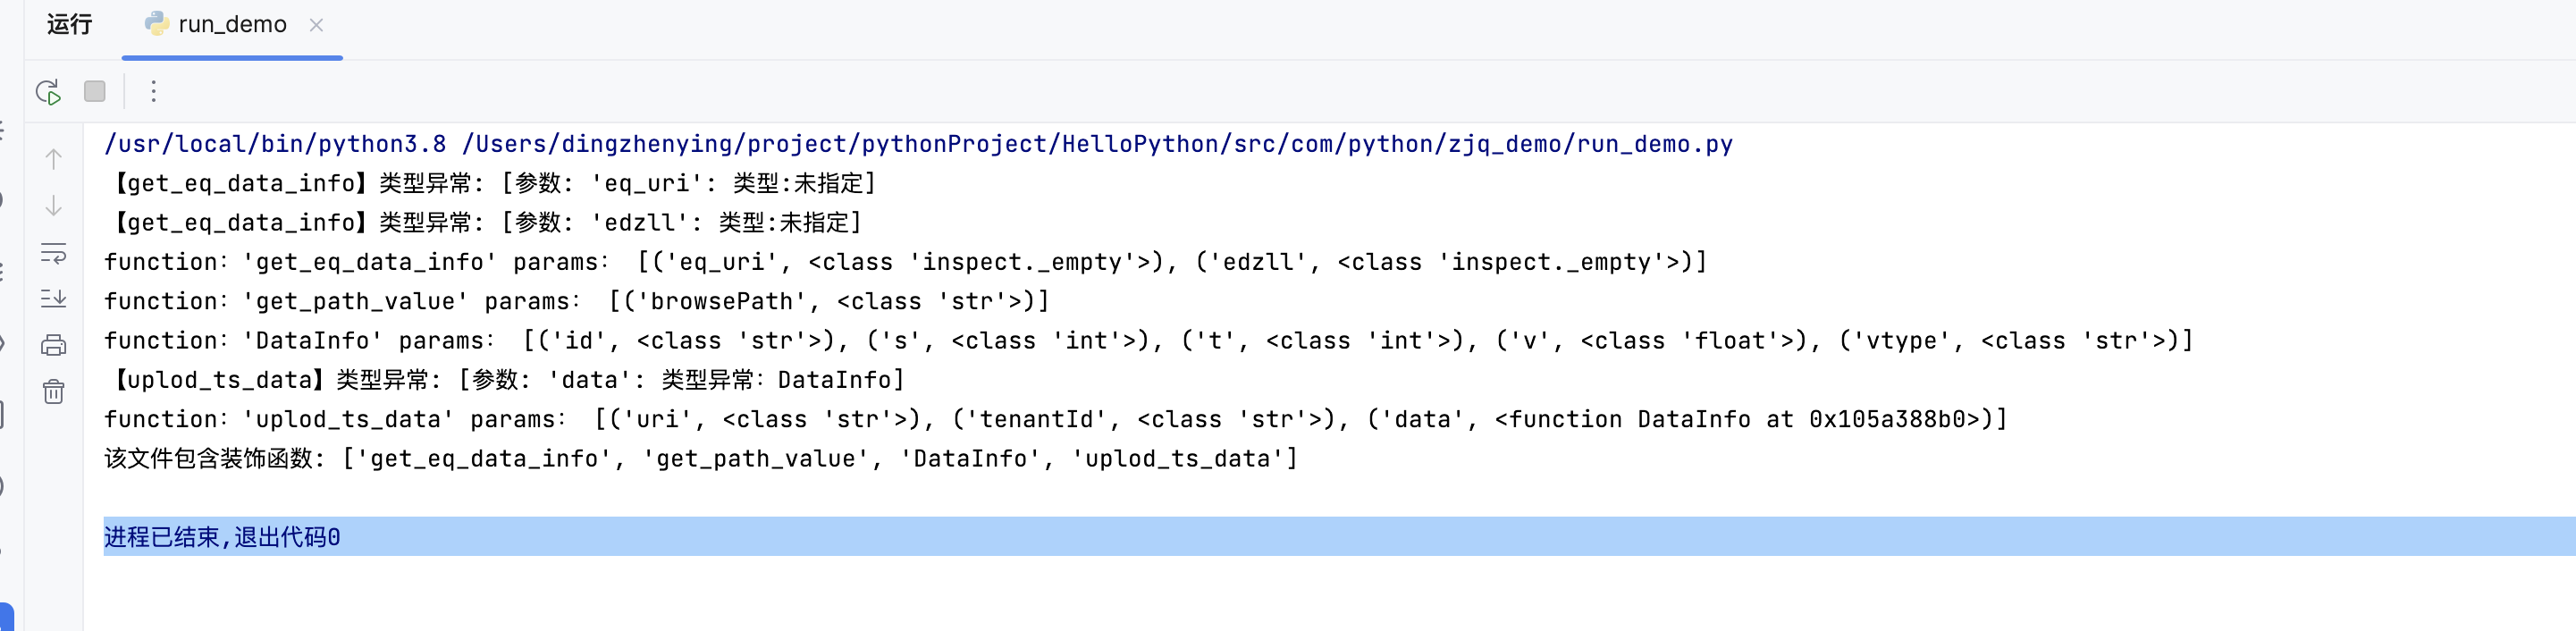 运行 run_demo
/usr/local/bin/python3.8 /Users/dingzhenying/project/pythonProject/HelloPython/src/com/python/zjq_demo/run_demo.py
【get_eq_data_info】类型异常: [参数: 'eq_uri': 类型:未指定]
【get_eq_data_info】类型异常: [参数: 'edzll': 类型:未指定]
function：'get_eq_data_info' params： [('eq_uri', <class 'inspect._empty'>), ('edzll', <class 'inspect._empty'>)]
function：'get_path_value' params： [('browsePath', <class 'str'>)]
function：'DataInfo' params： [('id', <class 'str'>), ('s', <class 'int'>), ('t', <class 'int'>), ('v', <class 'float'>), ('vtype', <class 'str'>)]
【uplod_ts_data】类型异常: [参数: 'data': 类型异常：DataInfo]
function：'uplod_ts_data' params： [('uri', <class 'str'>), ('tenantId', <class 'str'>), ('data', <function DataInfo at 0x105a388b0>)]
该文件包含装饰函数: ['get_eq_data_info', 'get_path_value', 'DataInfo', 'uplod_ts_data']
进程已结束,退出代码0